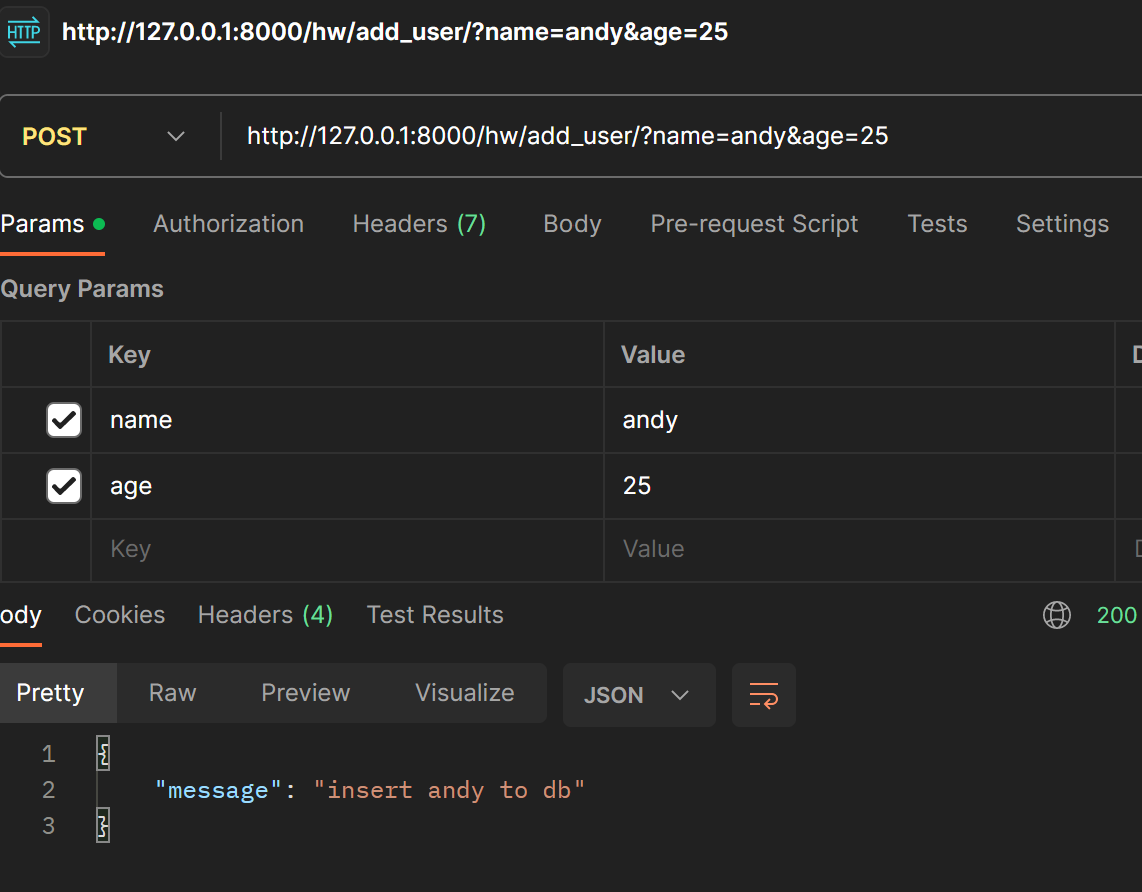 HTTP http://127.0.0.1:8000/hw/add_user/?name=andy&age=25
POST http://127.0.0.1:8000/hw/add_user/?name=andy&age=25
Params Authorization Headers (7) Body Pre-request Script Tests Settings
Query Params
Key Value D
name andy
age 25
Key Value D
ody Cookies Headers (4) Test Results 200
Pretty Raw Preview Visualize JSON
1 {
2 "message": "insert andy to db"
3 }